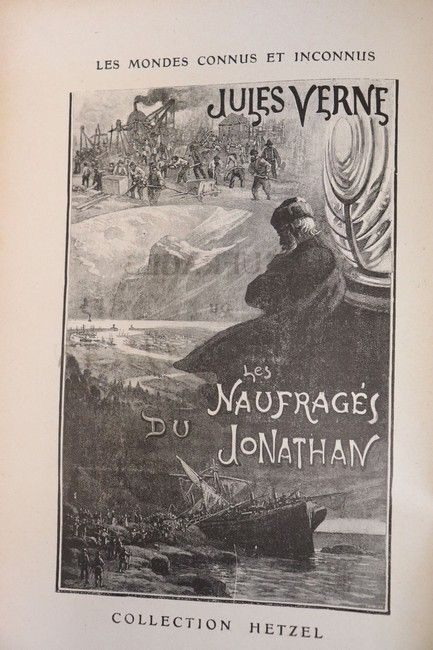 LES MONDES CONNUS ET INCONNUS
JULES VERNE
Les
NAUFRAGÉS
DU JONATHAN
COLLECTION HETZEL